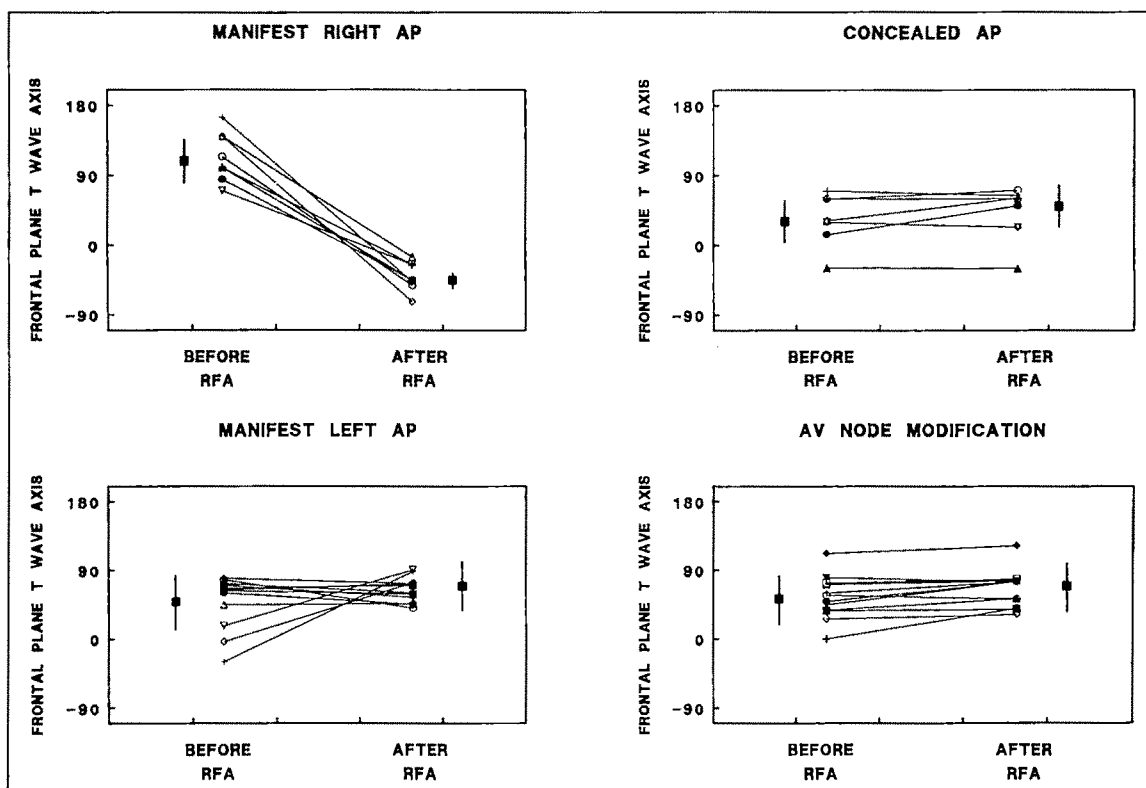 MANIFEST RIGHT AP
FRONTAL PLANE T WAVE AXIS
180
90
0
-90
BEFORE RFA
AFTER RFA
CONCEALED AP
FRONTAL PLANE T WAVE AXIS
180
90
0
-90
BEFORE RFA
AFTER RFA
MANIFEST LEFT AP
FRONTAL PLANE T WAVE AXIS
180
90
0
-90
BEFORE RFA
AFTER RFA
AV NODE MODIFICATION
FRONTAL PLANE T WAVE AXIS
180
90
0
-90
BEFORE RFA
AFTER RFA